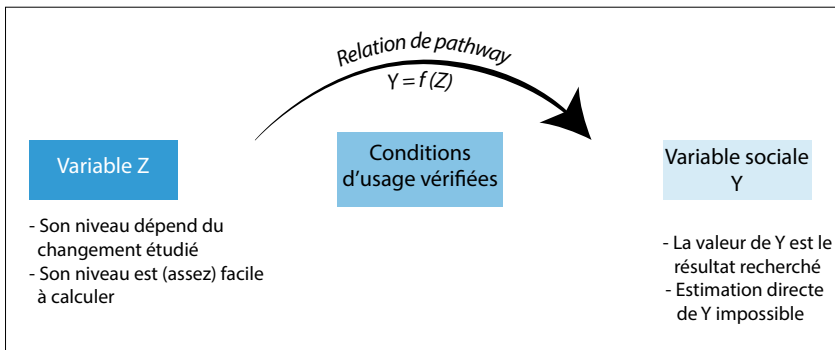 Relation de pathway
Y = f (Z)
Variable Z
Conditions
d’usage vérifiées
Variable sociale
Y
- Son niveau dépend du
changement étudié
- Son niveau est (assez) facile
à calculer
- La valeur de Y est le
résultat recherché
- Estimation directe
de Y impossible